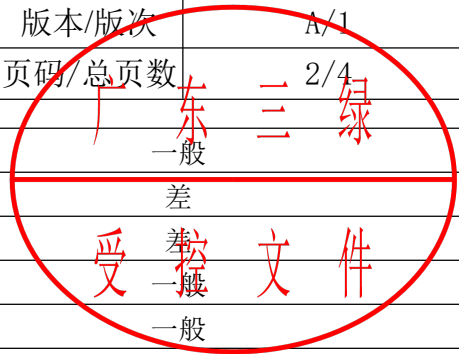 版本/版次 A/1
页码/总页数 2/4
广东三绿
一般
差
差
受控文件
一般
一般